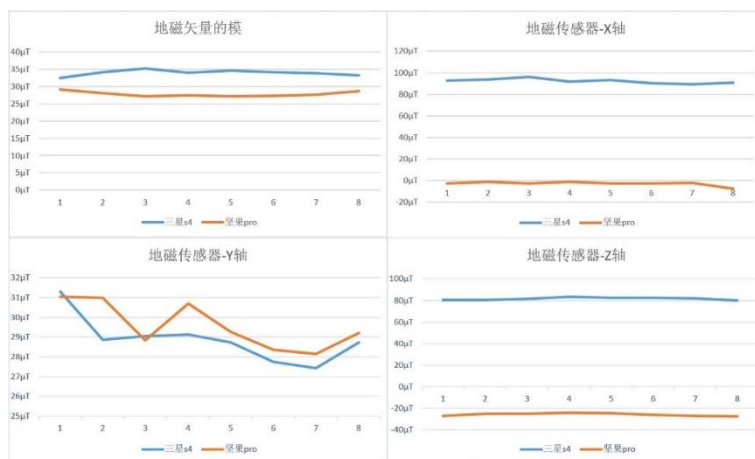 地磁矢量的模
40μT
35μT
30μT
25μT
20μT
15μT
10μT
5μT
0μT
1 2 3 4 5 6 7 8
三星s4 坚果pro
地磁传感器-X轴
120μT
100μT
80μT
60μT
40μT
20μT
0μT
-20μT
1 2 3 4 5 6 7 8
三星s4 坚果pro
地磁传感器-Y轴
32μT
31μT
30μT
29μT
28μT
27μT
26μT
25μT
1 2 3 4 5 6 7 8
三星s4 坚果pro
地磁传感器-Z轴
100μT
80μT
60μT
40μT
20μT
0μT
-20μT
-40μT
1 2 3 4 5 6 7 8
三星s4 坚果pro